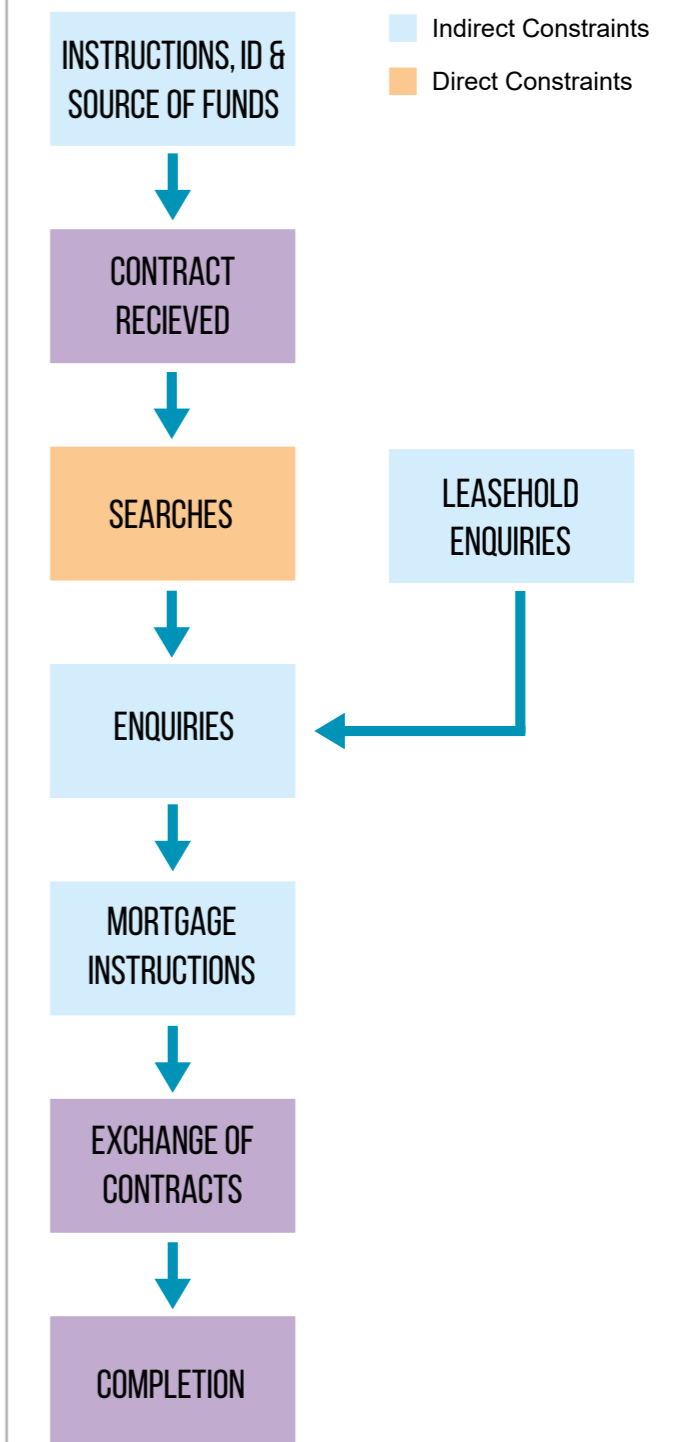 INSTRUCTIONS, ID &
SOURCE OF FUNDS
Indirect Constraints
Direct Constraints
CONTRACT
RECIEVED
SEARCHES
LEASEHOLD
ENQUIRIES
ENQUIRIES
MORTGAGE
INSTRUCTIONS
EXCHANGE OF
CONTRACTS
COMPLETION